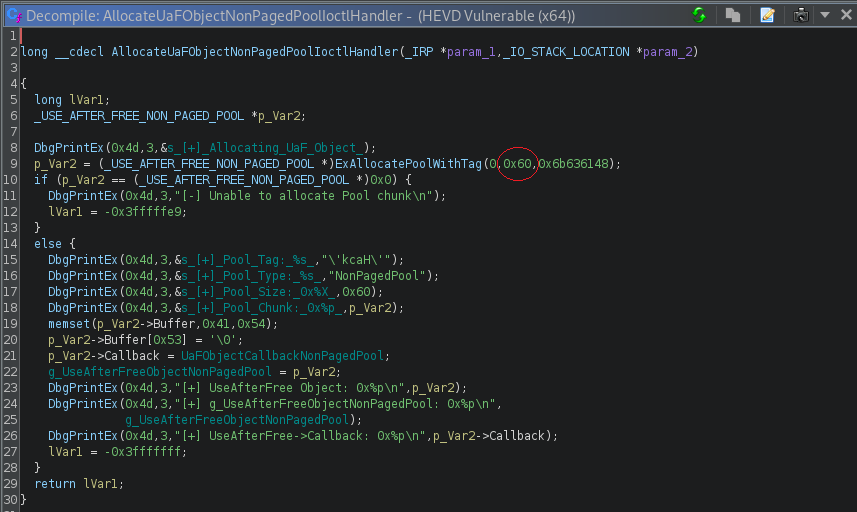 Decompile: AllocateUaFObjectNonPagedPoolIoctlHandler - (HEVD Vulnerable (x64))
1
2 long __cdecl AllocateUaFObjectNonPagedPoolIoctlHandler(_IRP *param_1,_IO_STACK_LOCATION *param_2)
3
4 {
5   long lVar1;
6   _USE_AFTER_FREE_NON_PAGED_POOL *p_Var2;
7
8   DbgPrintEx(0x4d,3,&s_[+]_Allocating_UaF_Object_);
9   p_Var2 = (_USE_AFTER_FREE_NON_PAGED_POOL *)ExAllocatePoolWithTag(0,0x60,0x6b636148);
10   if (p_Var2 == (_USE_AFTER_FREE_NON_PAGED_POOL *)0x0) {
11     DbgPrintEx(0x4d,3,"[-] Unable to allocate Pool chunk\n");
12     lVar1 = -0x3fffffe9;
13   }
14   else {
15     DbgPrintEx(0x4d,3,&s_[+]_Pool_Tag:_%s_,"\'kcaH\'");
16     DbgPrintEx(0x4d,3,&s_[+]_Pool_Type:_%s_,"NonPagedPool");
17     DbgPrintEx(0x4d,3,&s_[+]_Pool_Size:_0x%X_,0x60);
18     DbgPrintEx(0x4d,3,&s_[+]_Pool_Chunk:_0x%p_,p_Var2);
19     memset(p_Var2->Buffer,0x41,0x54);
20     p_Var2->Buffer[0x53] = '\0';
21     p_Var2->Callback = UaFObjectCallbackNonPagedPool;
22     g_UseAfterFreeObjectNonPagedPool = p_Var2;
23     DbgPrintEx(0x4d,3,"[+] UseAfterFree Object: 0x%p\n",p_Var2);
24     DbgPrintEx(0x4d,3,"[+] g_UseAfterFreeObjectNonPagedPool: 0x%p\n",
25                g_UseAfterFreeObjectNonPagedPool);
26     DbgPrintEx(0x4d,3,"[+] UseAfterFree->Callback: 0x%p\n",p_Var2->Callback);
27     lVar1 = -0x3fffffff;
28   }
29   return lVar1;
30 }